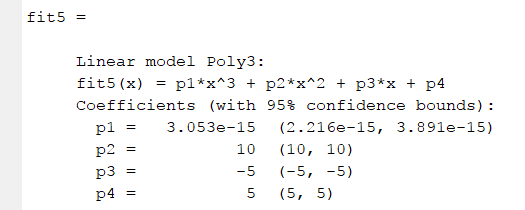 fit5 =
Linear model Poly3:
fit5(x) = p1*x^3 + p2*x^2 + p3*x + p4
Coefficients (with 95% confidence bounds):
p1 = 3.053e-15 (2.216e-15, 3.891e-15)
p2 = 10 (10, 10)
p3 = -5 (-5, -5)
p4 = 5 (5, 5)